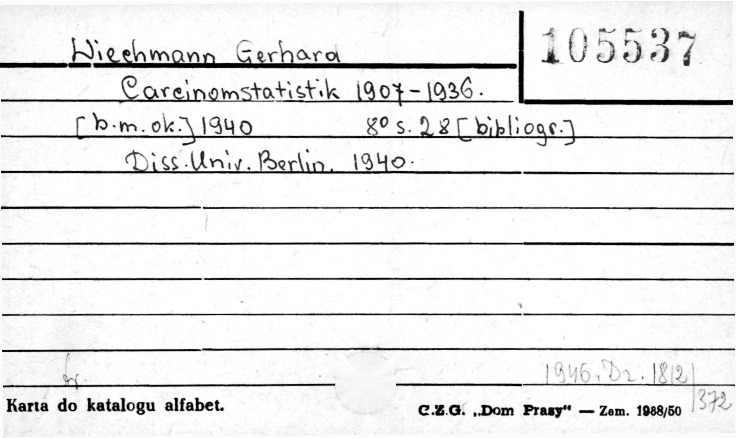 Wiechmann Gerhard
105537
Carcinomstatistik 1907-1936.
[b.m.ok.] 1940 8° s. 28 [bibliogr.]
Diss. Univ. Berlin. 1940.
1946. Dz. 1812/
372
Karta do katalogu alfabet.
C.Z.G. „Dom Prasy" — Zam. 1988/50